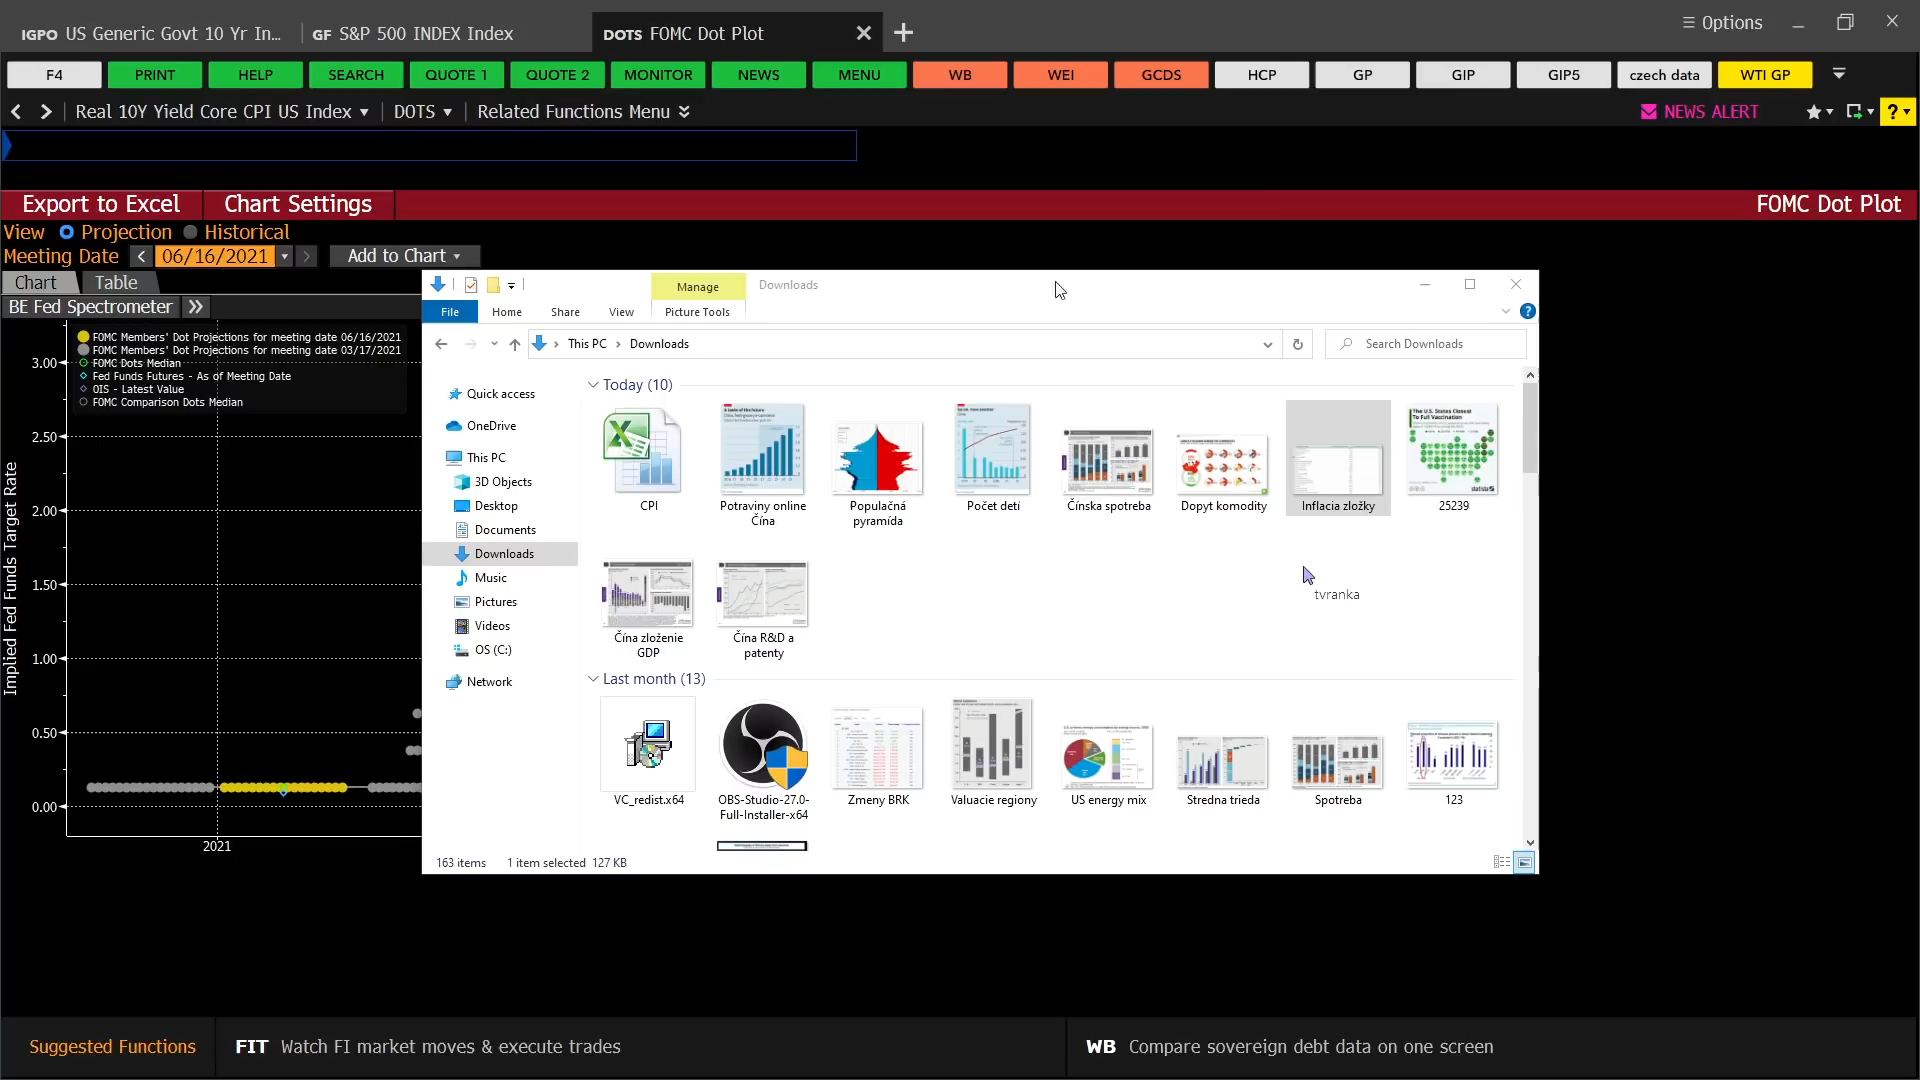 IGPO US Generic Govt 10 Yr In...
GF S&P 500 INDEX Index
DOTS FOMC Dot Plot
Options
F4
PRINT
HELP
SEARCH
QUOTE 1
QUOTE 2
MONITOR
NEWS
MENU
WB
WEI
GCDS
HCP
GP
GIP
GIP5
czech data
WTI GP
Real 10Y Yield Core CPI US Index
DOTS
Related Functions Menu
NEWS ALERT
?
Export to Excel
Chart Settings
FOMC Dot Plot
View Projection Historical
Meeting Date < 06/16/2021 >
Add to Chart
Chart
Table
BE Fed Spectrometer
FOMC Members' Dot Projections for meeting date 06/16/2021
FOMC Members' Dot Projections for meeting date 03/17/2021
FOMC Dots Median
Fed Funds Futures - As of Meeting Date
OIS - Latest Value
FOMC Comparison Dots Median
Implied Fed Funds Target Rate
3.00
2.50
2.00
1.50
1.00
0.50
0.00
2021
Manage
Downloads
File
Home
Share
View
Picture Tools
This PC > Downloads
Search Downloads
Quick access
OneDrive
This PC
3D Objects
Desktop
Documents
Downloads
Music
Pictures
Videos
OS (C:)
Network
Today (10)
CPI
Potraviny online
Čína
Populačná
pyramída
Počet detí
Čínska spotreba
Dopyt komodity
Inflacia zložky
The U.S. States Closest
To Full Vaccination
statista
25239
Čína zloženie
GDP
Čína R&D a
patenty
tvranka
Last month (13)
VC_redist.x64
OBS-Studio-27.0-
Full-Installer-x64
Zmeny BRK
Valuacie regiony
US energy mix
Stredna trieda
Spotreba
123
163 items
1 item selected 127 KB
Suggested Functions
FIT Watch FI market moves & execute trades
WB Compare sovereign debt data on one screen